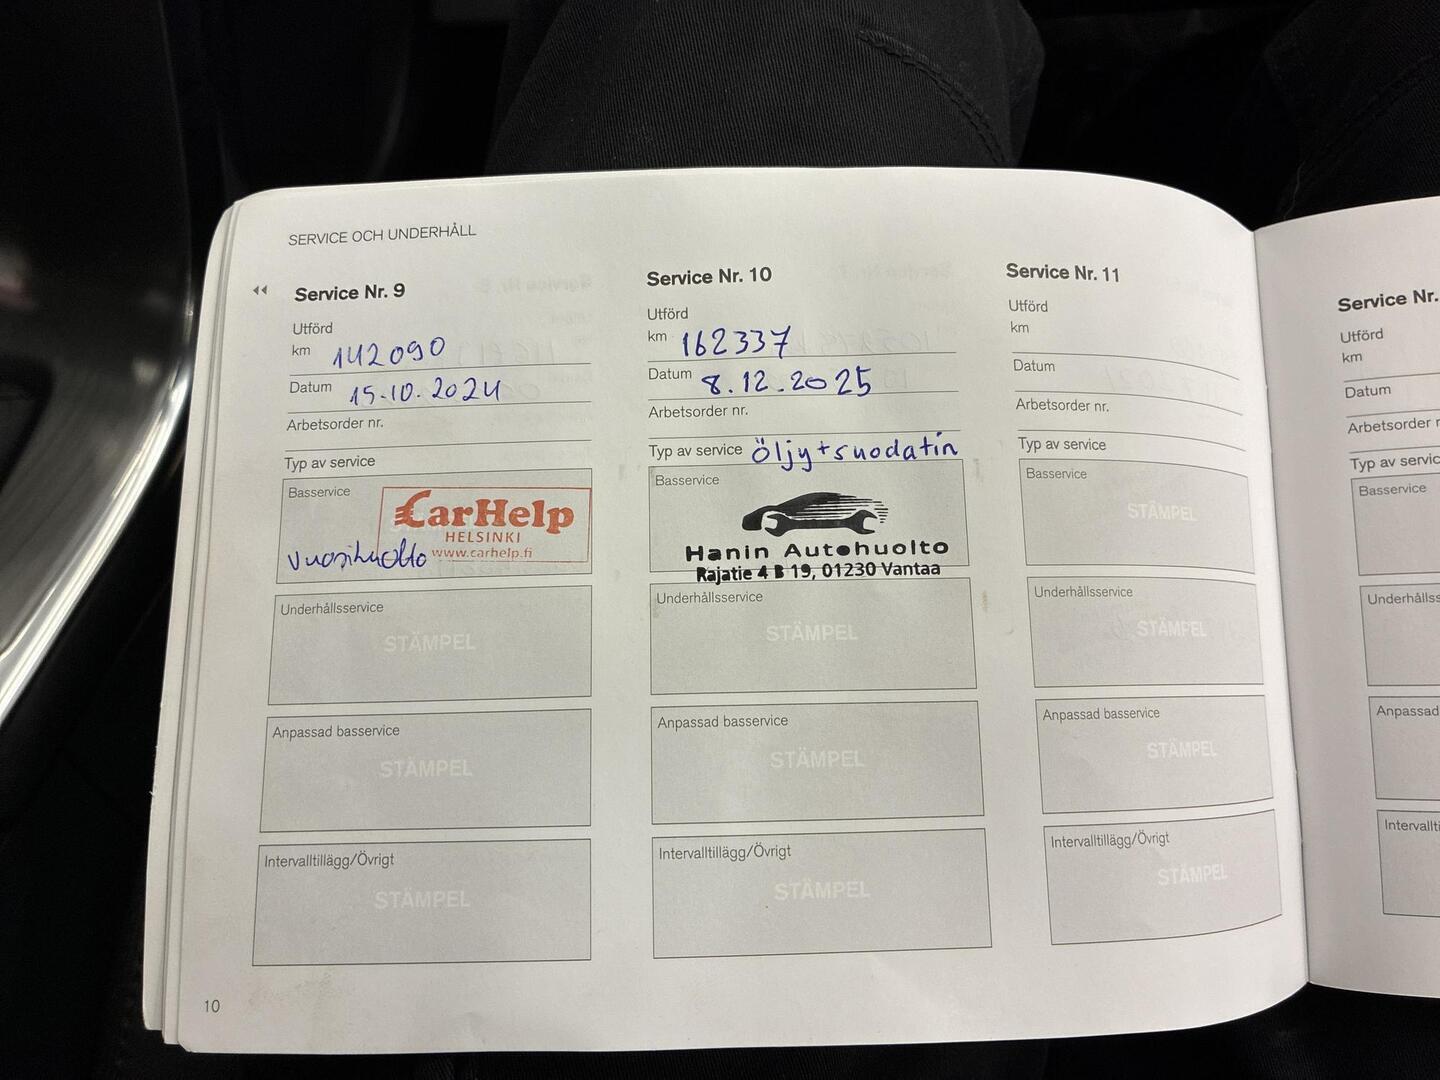 SERVICE OCH UNDERHÅLL
Service Nr. 9
Utförd
km 142090
Datum 15.10.2024
Arbetsorder nr.
Typ av service
Basservice
CarHelp
HELSINKI
www.carhelp.fi
Vuosihuolto
Underhållsservice
STÄMPEL
Anpassad basservice
STÄMPEL
Intervalltillägg/Övrigt
STÄMPEL
Service Nr. 10
Utförd
km 162337
Datum 8.12.2025
Arbetsorder nr.
Typ av service öljy+suodatin
Basservice
Hanin Autohuolto
Rajatie 4 B 19, 01230 Vantaa
Underhållsservice
STÄMPEL
Anpassad basservice
STÄMPEL
Intervalltillägg/Övrigt
STÄMPEL
Service Nr. 11
Utförd
km
Datum
Arbetsorder nr.
Typ av service
Basservice
STÄMPEL
Underhållsservice
STÄMPEL
Anpassad basservice
STÄMPEL
Intervalltillägg/Övrigt
STÄMPEL
10
Service Nr.
Utförd
km
Datum
Arbetsorder
Typ av
Basservice
Anpassad